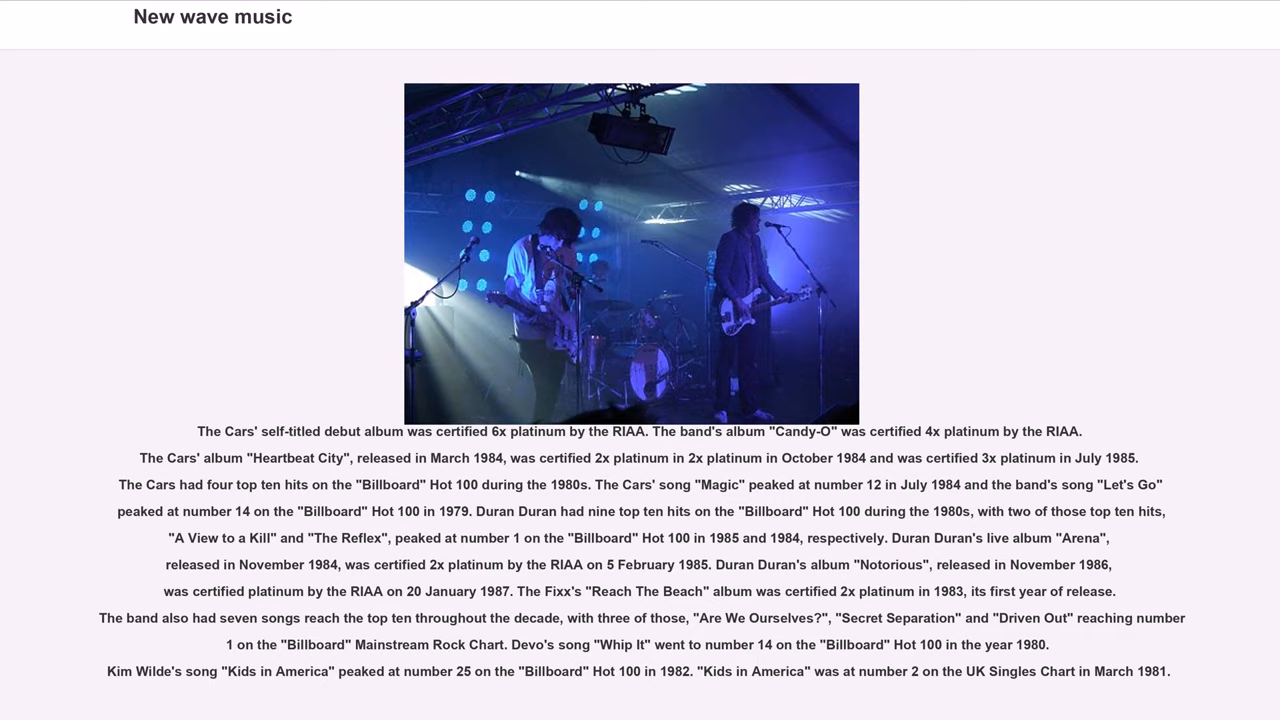 New wave music
The Cars' self-titled debut album was certified 6x platinum by the RIAA. The band's album "Candy-O" was certified 4x platinum by the RIAA.
The Cars' album "Heartbeat City", released in March 1984, was certified 2x platinum in 2x platinum in October 1984 and was certified 3x platinum in July 1985.
The Cars had four top ten hits on the "Billboard" Hot 100 during the 1980s. The Cars' song "Magic" peaked at number 12 in July 1984 and the band's song "Let's Go"
peaked at number 14 on the "Billboard" Hot 100 in 1979. Duran Duran had nine top ten hits on the "Billboard" Hot 100 during the 1980s, with two of those top ten hits,
"A View to a Kill" and "The Reflex", peaked at number 1 on the "Billboard" Hot 100 in 1985 and 1984, respectively. Duran Duran's live album "Arena",
released in November 1984, was certified 2x platinum by the RIAA on 5 February 1985. Duran Duran's album "Notorious", released in November 1986,
was certified platinum by the RIAA on 20 January 1987. The Fixx's "Reach The Beach" album was certified 2x platinum in 1983, its first year of release.
The band also had seven songs reach the top ten throughout the decade, with three of those, "Are We Ourselves?", "Secret Separation" and "Driven Out" reaching number
1 on the "Billboard" Mainstream Rock Chart. Devo's song "Whip It" went to number 14 on the "Billboard" Hot 100 in the year 1980.
Kim Wilde's song "Kids in America" peaked at number 25 on the "Billboard" Hot 100 in 1982. "Kids in America" was at number 2 on the UK Singles Chart in March 1981.